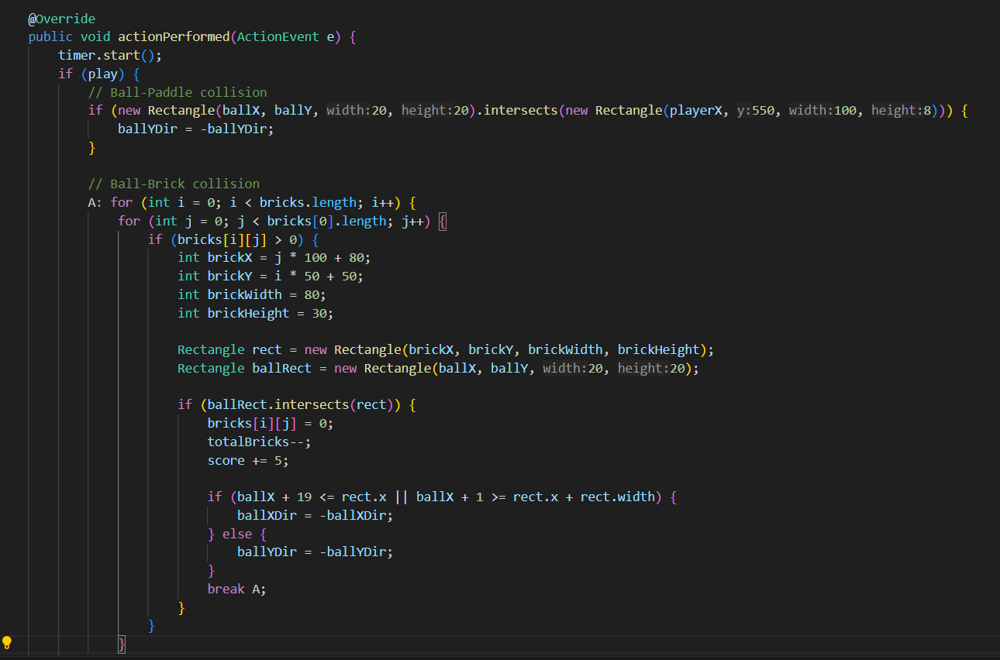 @Override
public void actionPerformed(ActionEvent e) {
timer.start();
if (play) {
// Ball-Paddle collision
if (new Rectangle(ballX, ballY, width:20, height:20).intersects(new Rectangle(playerX, y:550, width:100, height:8))) {
ballYDir = -ballYDir;
}
// Ball-Brick collision
A: for (int i = 0; i < bricks.length; i++) {
for (int j = 0; j < bricks[0].length; j++) {
if (bricks[i][j] > 0) {
int brickX = j * 100 + 80;
int brickY = i * 50 + 50;
int brickWidth = 80;
int brickHeight = 30;
Rectangle rect = new Rectangle(brickX, brickY, brickWidth, brickHeight);
Rectangle ballRect = new Rectangle(ballX, ballY, width:20, height:20);
if (ballRect.intersects(rect)) {
bricks[i][j] = 0;
totalBricks--;
score += 5;
if (ballX + 19 <= rect.x || ballX + 1 >= rect.x + rect.width) {
ballXDir = -ballXDir;
} else {
ballYDir = -ballYDir;
}
break A;
}
}
}